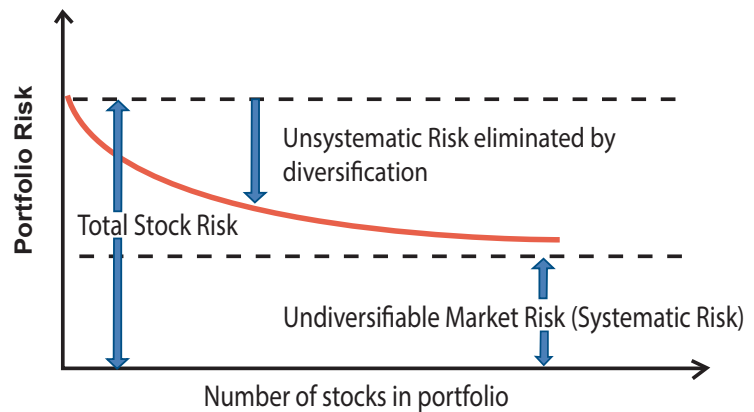 Portfolio Risk
Unsystematic Risk eliminated by
diversification
Total Stock Risk
Undiversifiable Market Risk (Systematic Risk)
Number of stocks in portfolio